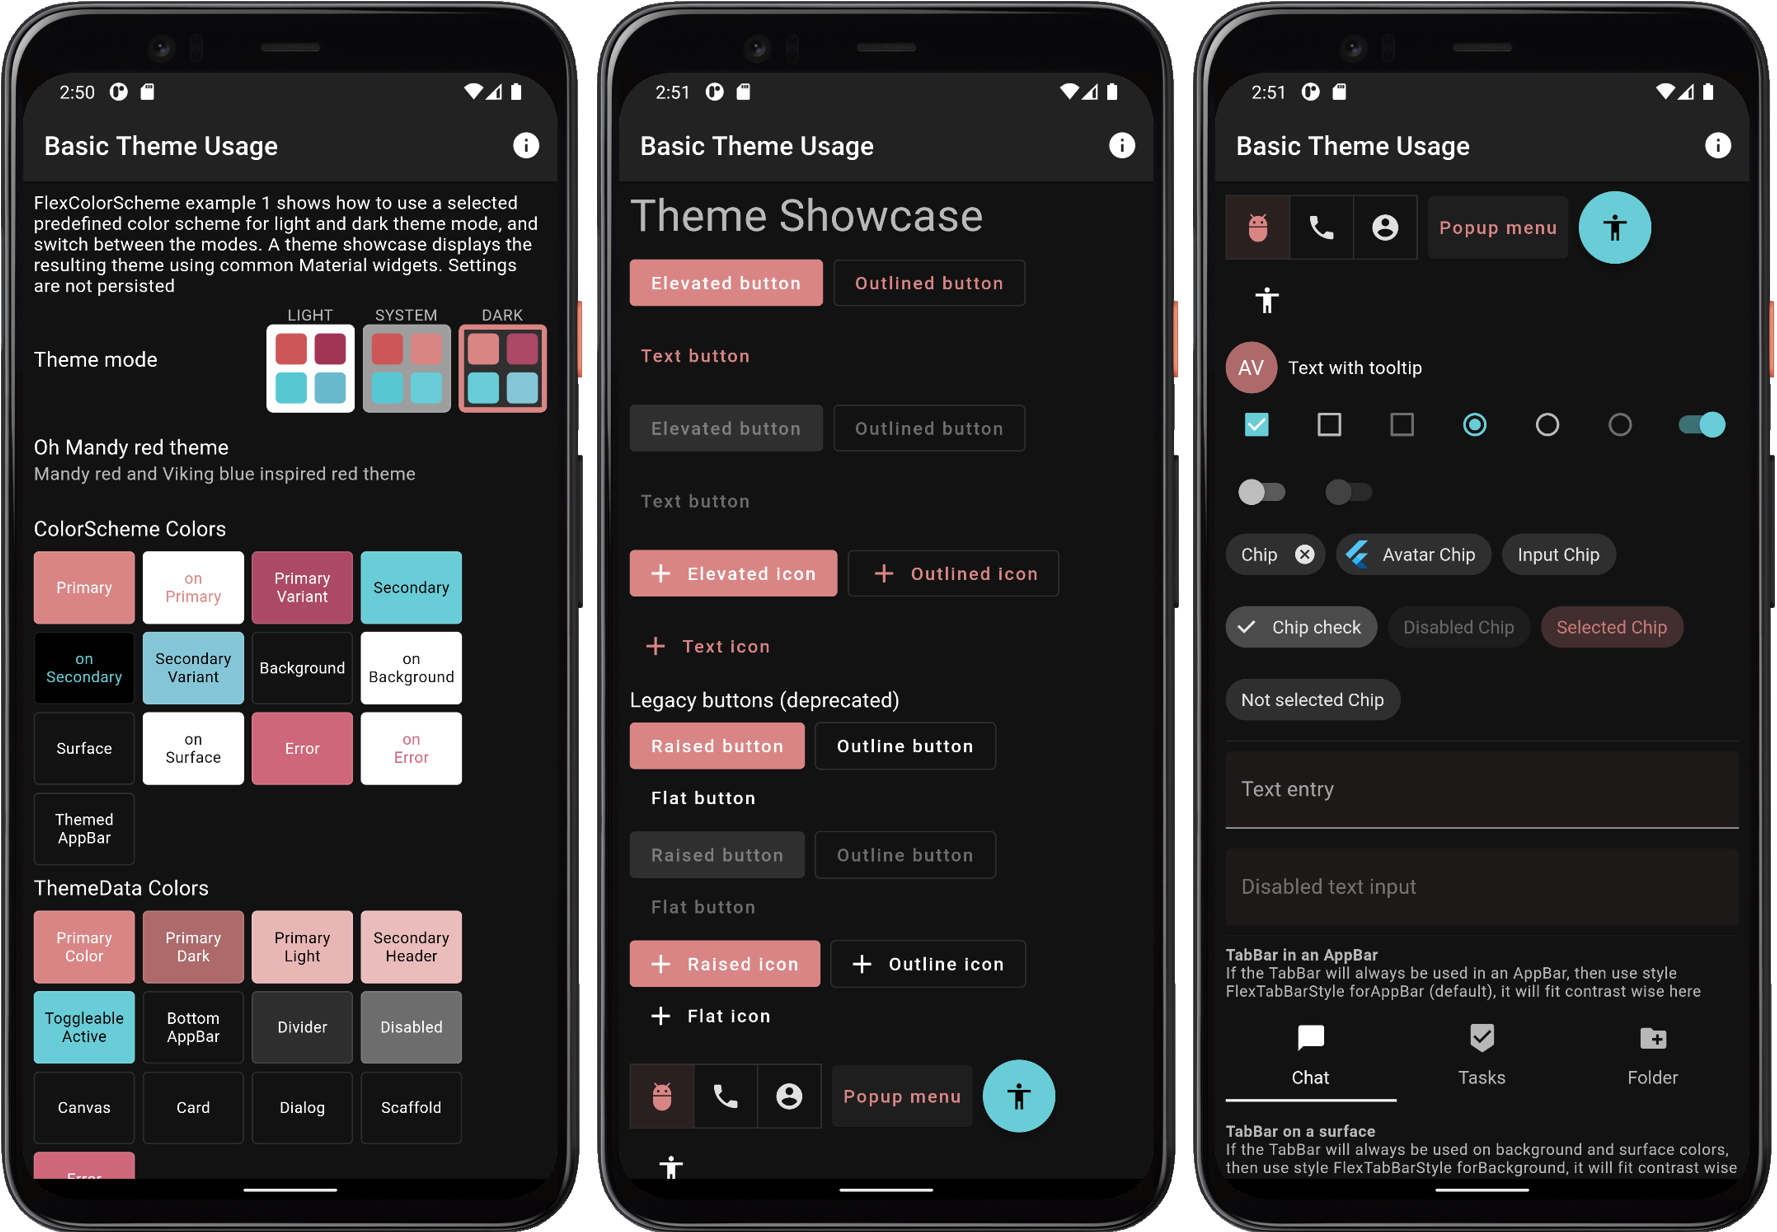 2:50
Basic Theme Usage
FlexColorScheme example 1 shows how to use a selected
predefined color scheme for light and dark theme mode, and
switch between the modes. A theme showcase displays the
resulting theme using common Material widgets. Settings
are not persisted
LIGHT SYSTEM DARK
Theme mode
Oh Mandy red theme
Mandy red and Viking blue inspired red theme
ColorScheme Colors
Primary
on
Primary
Primary
Variant
Secondary
on
Secondary
Secondary
Variant
Background
on
Background
Surface
on
Surface
Error
on
Error
Themed
AppBar
ThemeData Colors
Primary
Color
Primary
Dark
Primary
Light
Secondary
Header
Toggleable
Active
Bottom
AppBar
Divider
Disabled
Canvas
Card
Dialog
Scaffold
Error
2:51
Basic Theme Usage
Theme Showcase
Elevated button Outlined button
Text button
Elevated button Outlined button
Text button
Elevated icon Outlined icon
Text icon
Legacy buttons (deprecated)
Raised button Outline button
Flat button
Raised button Outline button
Flat button
Raised icon Outline icon
Flat icon
Popup menu
2:51
Basic Theme Usage
Popup menu
AV Text with tooltip
Chip Avatar Chip Input Chip
Chip check Disabled Chip Selected Chip
Not selected Chip
Text entry
Disabled text input
TabBar in an AppBar
If the TabBar will always be used in an AppBar, then use style
FlexTabBarStyle forAppBar (default), it will fit contrast wise here
Chat Tasks Folder
TabBar on a surface
If the TabBar will always be used on background and surface colors,
then use style FlexTabBarStyle forBackground, it will fit contrast wise